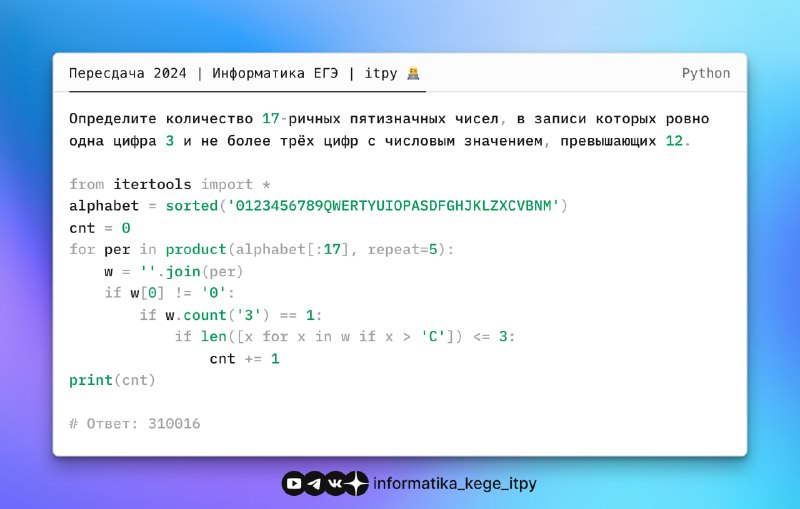 Пересдача 2024 | Информатика ЕГЭ | itpy 👨‍💻
Python
Определите количество 17-ричных пятизначных чисел, в записи которых ровно
одна цифра 3 и не более трёх цифр с числовым значением, превышающих 12.
from itertools import *
alphabet = sorted('0123456789QWERTYUIOPASDFGHJKLZXCVBNM')
cnt = 0
for per in product(alphabet[:17], repeat=5):
    w = ''.join(per)
    if w[0] != '0':
        if w.count('3') == 1:
            if len([x for x in w if x > 'C']) <= 3:
                cnt += 1
print(cnt)
# Ответ: 310016
informatika_kege_itpy